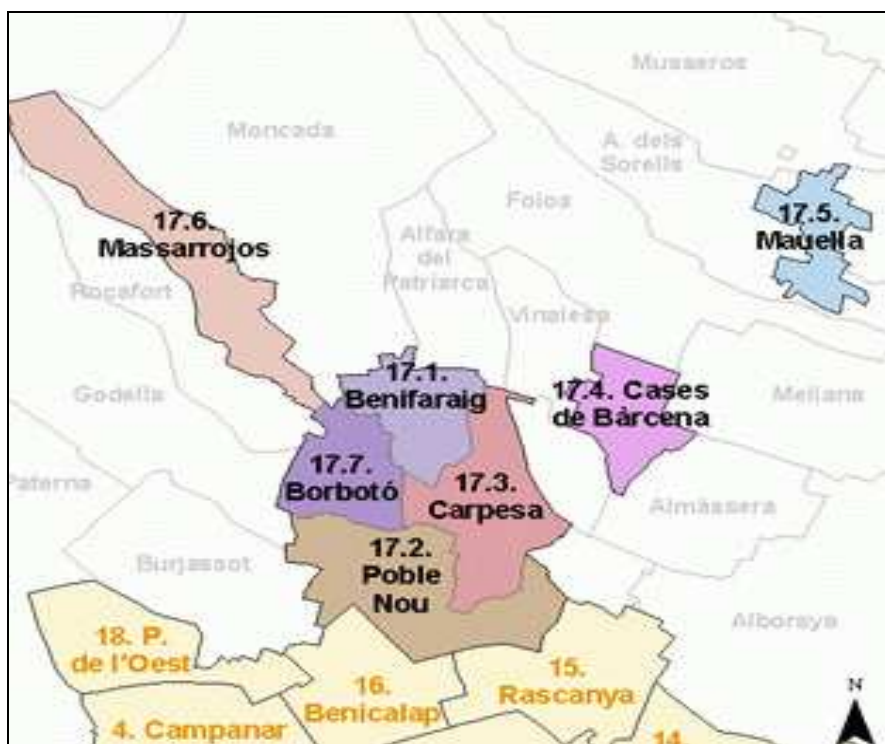 Museros
Moncada
A. dels
Sorells
Foios
17.6.
Massarrojos
17.5.
Mauella
Alfara
del
Patriarca
Rocafort
Vinalesa
17.1.
Benifaraig
17.4. Cases
de Bàrcena
Godella
Meliana
17.7.
Borbotó
17.3.
Carpesa
Paterna
Almàssera
17.2.
Poble
Nou
Burjassot
Alboraya
18. P.
de l'Oest
15.
Rascanya
16.
Benicalap
N
4. Campanar
14.